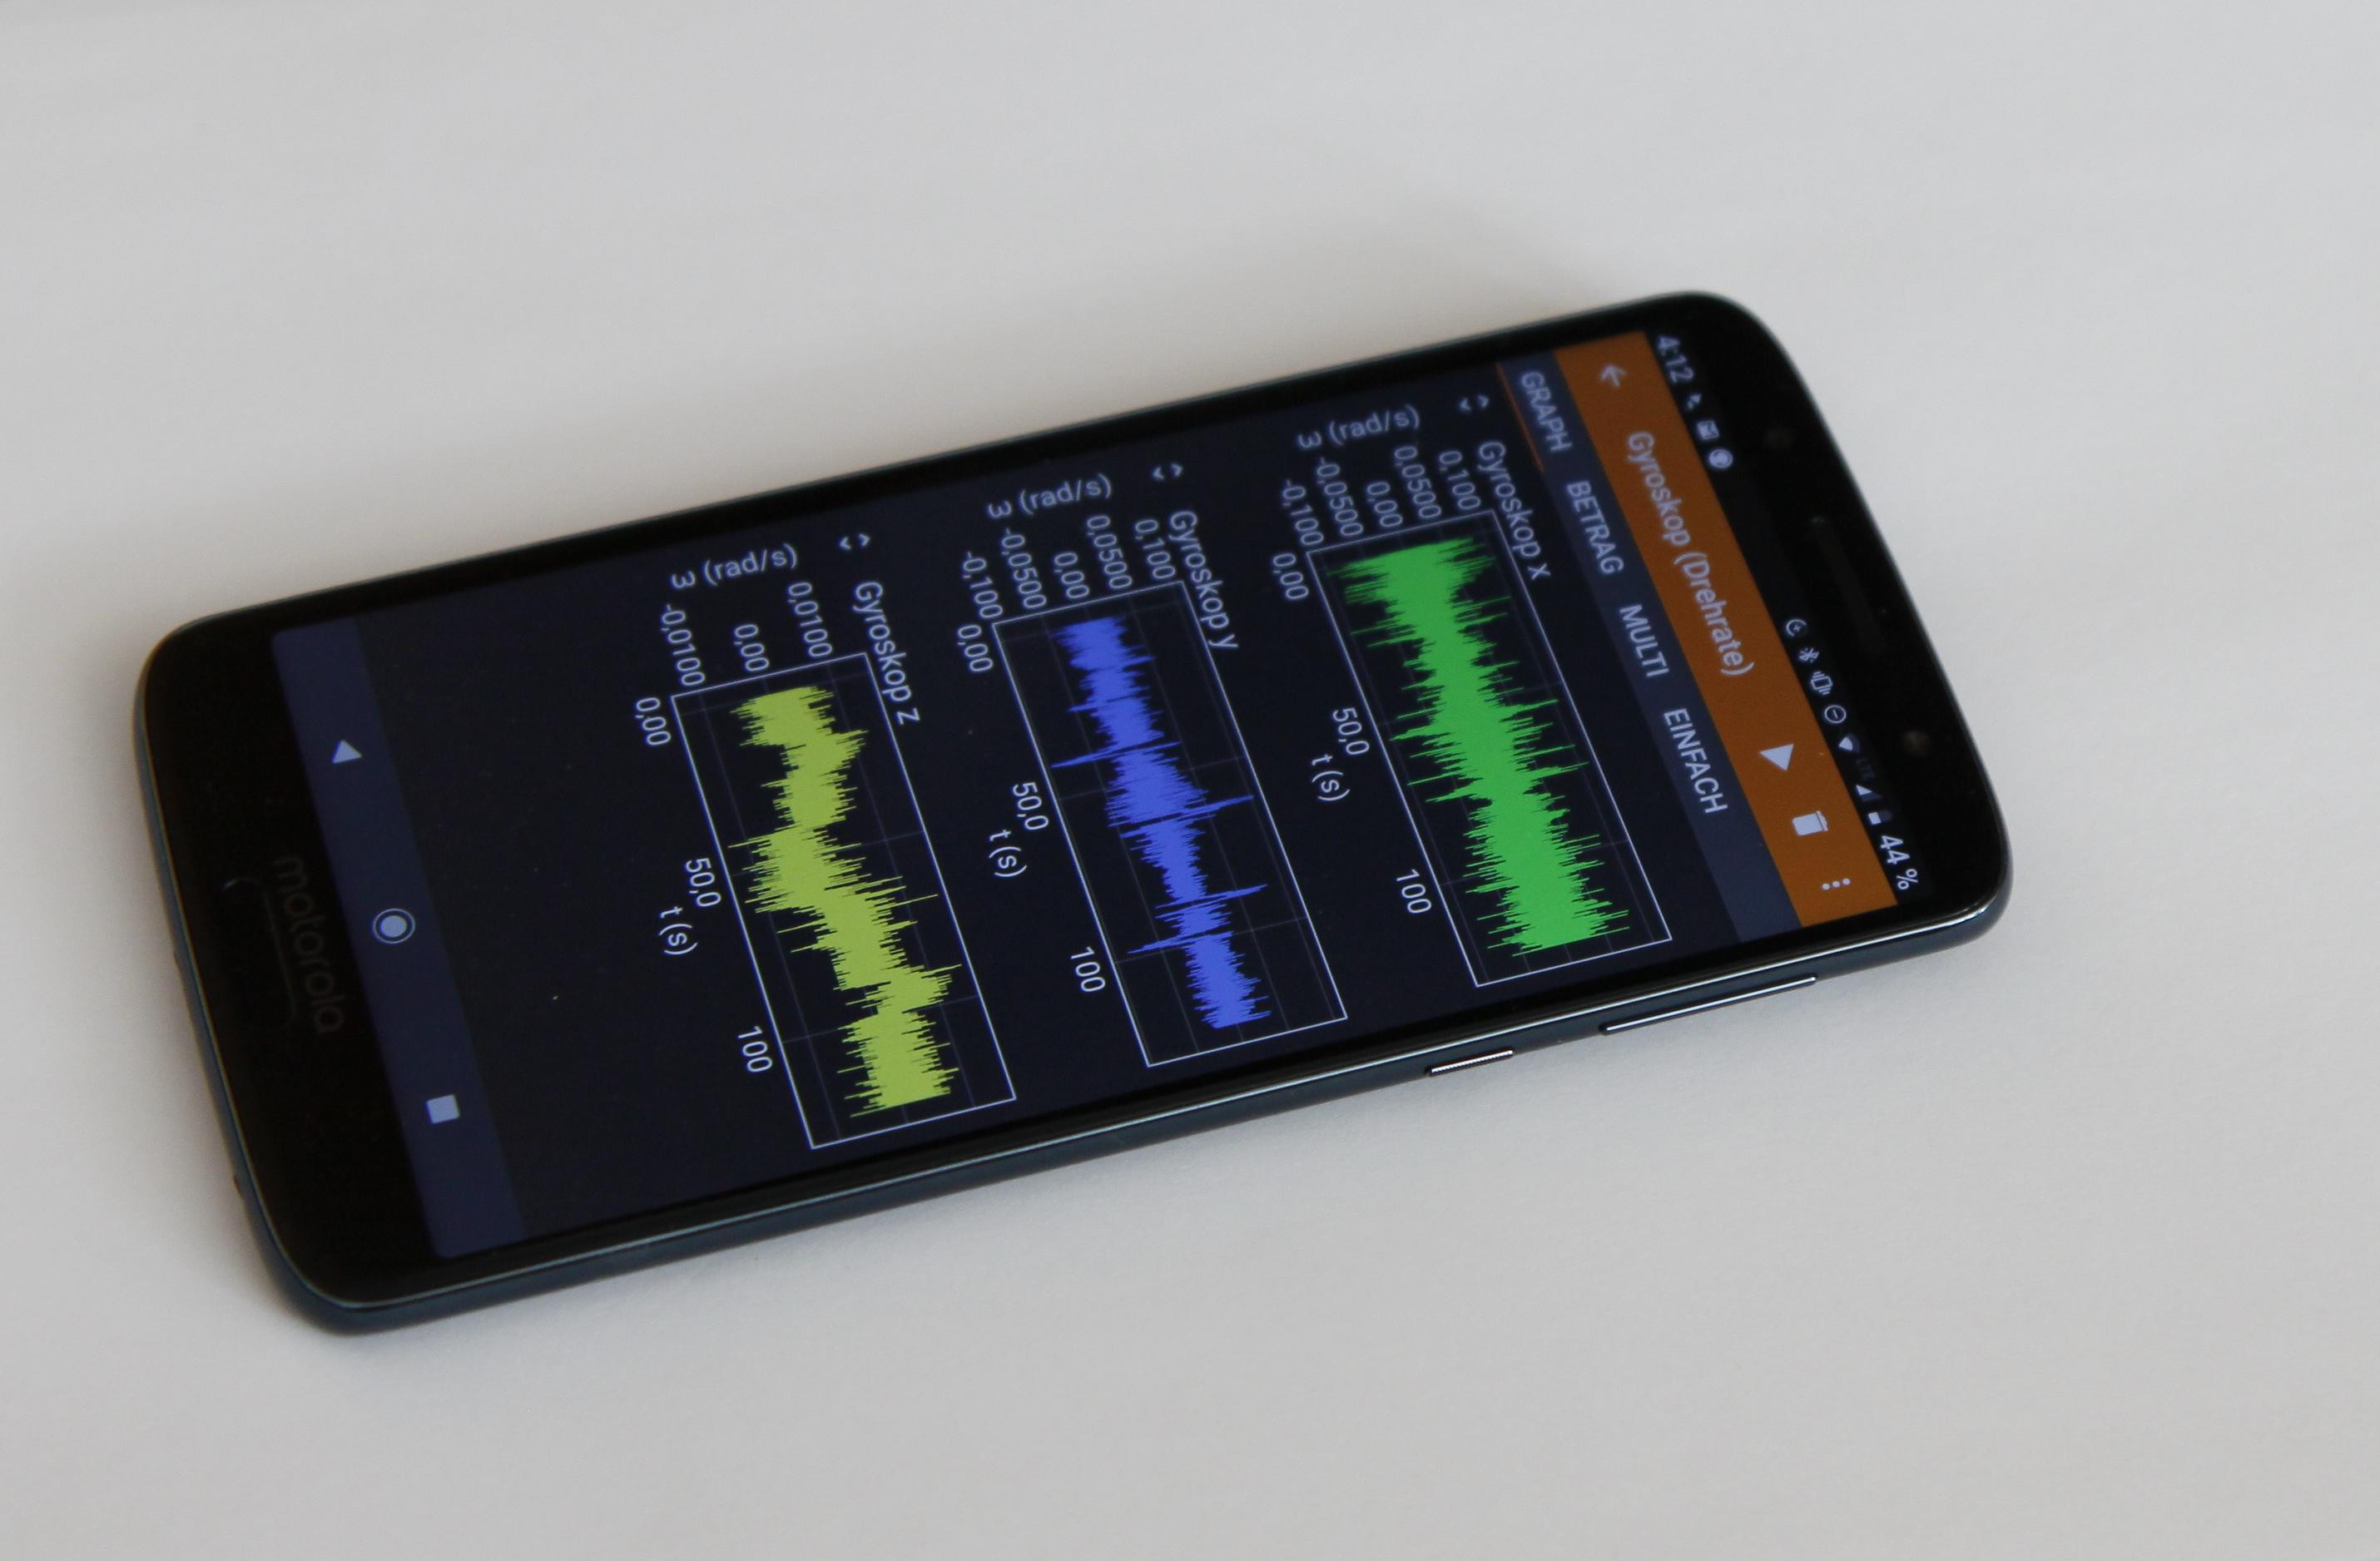 4:12 LTE 44 %
Gyroskop (Drehrate)
GRAPH BETRAG MULTI EINFACH
Gyroskop x
ω (rad/s)
0,100
0,0500
0,00
-0,0500
-0,100
0,00 50,0 100
t (s)
Gyroskop y
ω (rad/s)
0,100
0,0500
0,00
-0,0500
-0,100
0,00 50,0 100
t (s)
Gyroskop z
ω (rad/s)
0,0100
0,00
-0,0100
0,00 50,0 100
t (s)
motorola